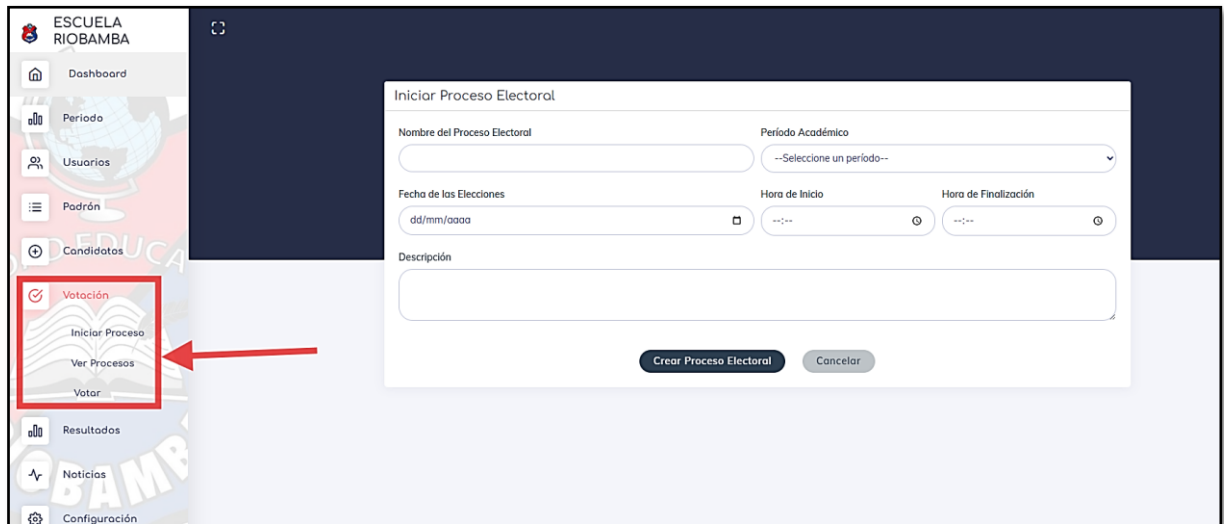 ESCUELA
RIOBAMBA
Dashboard
Periodo
Usuarios
Padrón
Candidatos
Votación
Iniciar Proceso
Ver Procesos
Votar
Resultados
Noticias
Configuración
Iniciar Proceso Electoral
Nombre del Proceso Electoral
Período Académico
--Seleccione un período--
Fecha de las Elecciones
Hora de Inicio
Hora de Finalización
dd/mm/aaaa
--:--
--:--
Descripción
Crear Proceso Electoral
Cancelar